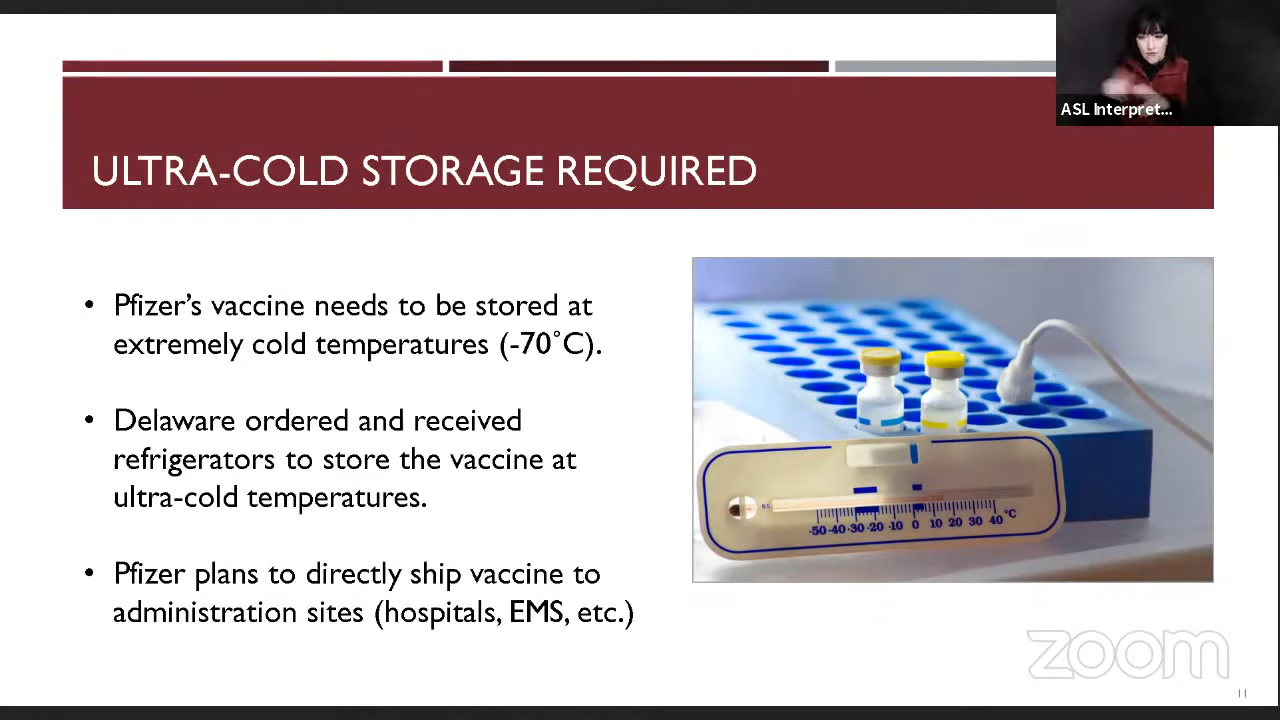 ASL Interpret...
ULTRA-COLD STORAGE REQUIRED
• Pfizer’s vaccine needs to be stored at
extremely cold temperatures (-70˚C).
• Delaware ordered and received
refrigerators to store the vaccine at
ultra-cold temperatures.
• Pfizer plans to directly ship vaccine to
administration sites (hospitals, EMS, etc.)
-50 -40 -30 -20 -10 0 10 20 30 40 °C
zoom
11